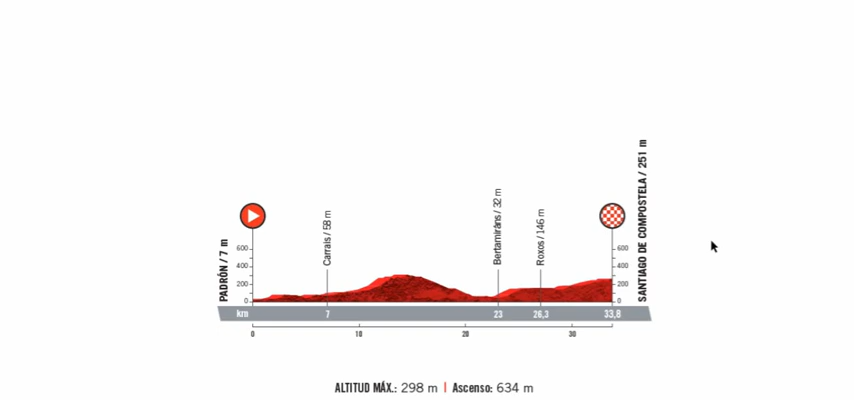 SANTIAGO DE COMPOSTELA / 251 m
Bertamiráns / 32 m
Roxos / 146 m
Carrais / 58 m
PADRÓN / 7 m
600
400
200
0
600
400
200
0
km
7
23
26,3
33,8
0
10
20
30
ALTITUD MÁX.: 298 m | Ascenso: 634 m